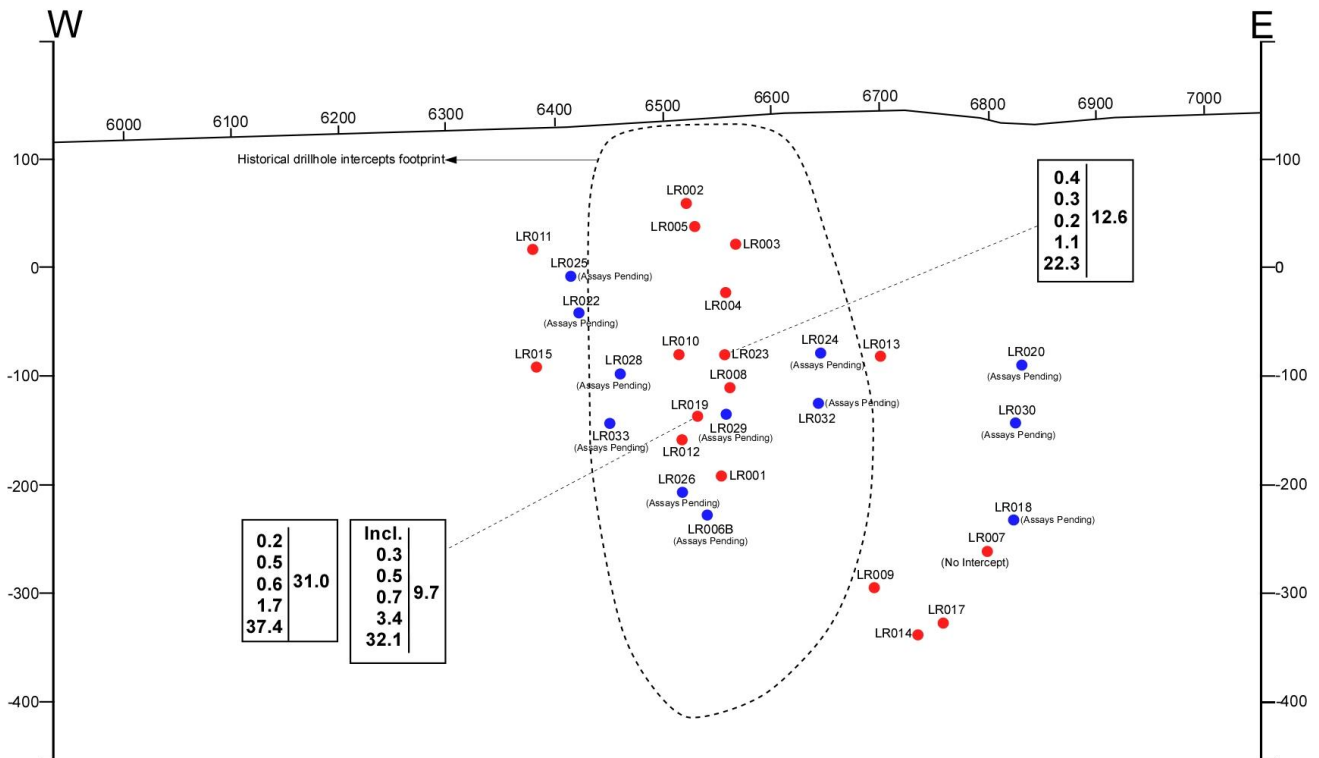 W
E
6000
6100
6200
6300
6400
6500
6600
6700
6800
6900
7000
100
100
Historical drillhole intercepts footprint
0.4
0.3
0.2
1.1
22.3
12.6
LR002
LR005
LR003
LR011
LR025
(Assays Pending)
0
0
LR022
(Assays Pending)
LR004
LR010
LR023
LR024
(Assays Pending)
LR013
LR020
(Assays Pending)
LR015
LR028
(Assays Pending)
LR008
-100
-100
LR019
LR029
(Assays Pending)
LR032
(Assays Pending)
LR030
(Assays Pending)
LR033
(Assays Pending)
LR012
LR026
(Assays Pending)
LR001
-200
-200
LR006B
(Assays Pending)
LR018
(Assays Pending)
LR007
(No Intercept)
0.2
0.5
0.6
1.7
37.4
31.0
Incl.
0.3
0.5
0.7
3.4
32.1
9.7
LR009
-300
-300
LR017
LR014
-400
-400